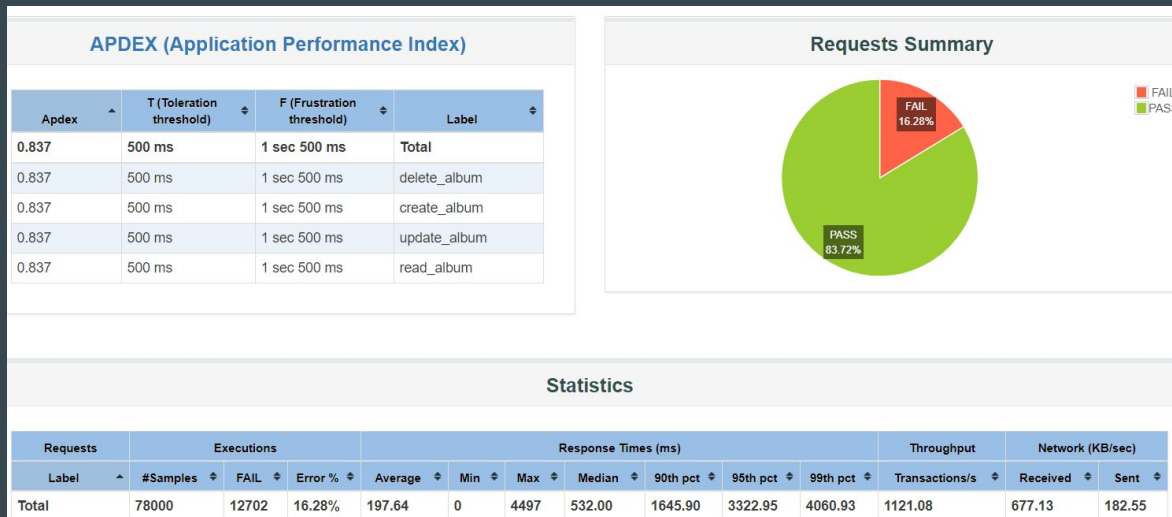 APDEX (Application Performance Index)
Apdex T (Toleration threshold) F (Frustration threshold) Label
0.837 500 ms 1 sec 500 ms Total
0.837 500 ms 1 sec 500 ms delete_album
0.837 500 ms 1 sec 500 ms create_album
0.837 500 ms 1 sec 500 ms update_album
0.837 500 ms 1 sec 500 ms read_album
Requests Summary
FAIL
16.28%
PASS
83.72%
FAIL
PASS
Statistics
Requests Executions Response Times (ms) Throughput Network (KB/sec)
Label #Samples FAIL Error % Average Min Max Median 90th pct 95th pct 99th pct Transactions/s Received Sent
Total 78000 12702 16.28% 197.64 0 4497 532.00 1645.90 3322.95 4060.93 1121.08 677.13 182.55